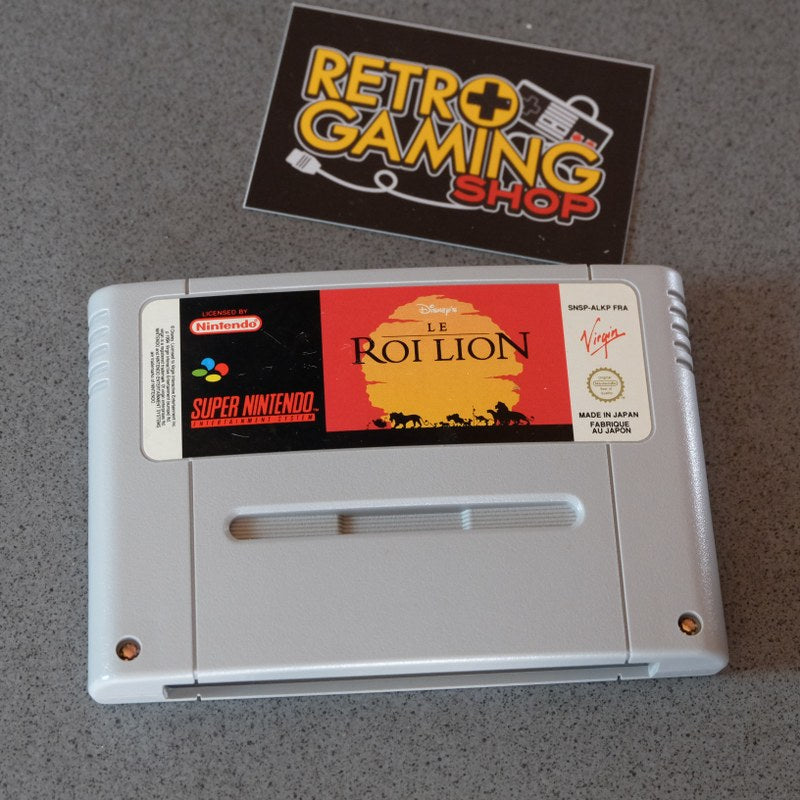 RETRO
GAMING
SHOP
LICENSED BY
Nintendo
SUPER NINTENDO
ENTERTAINMENT SYSTEM
Disney's
LE
ROI LION
SNSP-ALKP FRA
Virgin
MADE IN JAPAN
FABRIQUE
AU JAPON